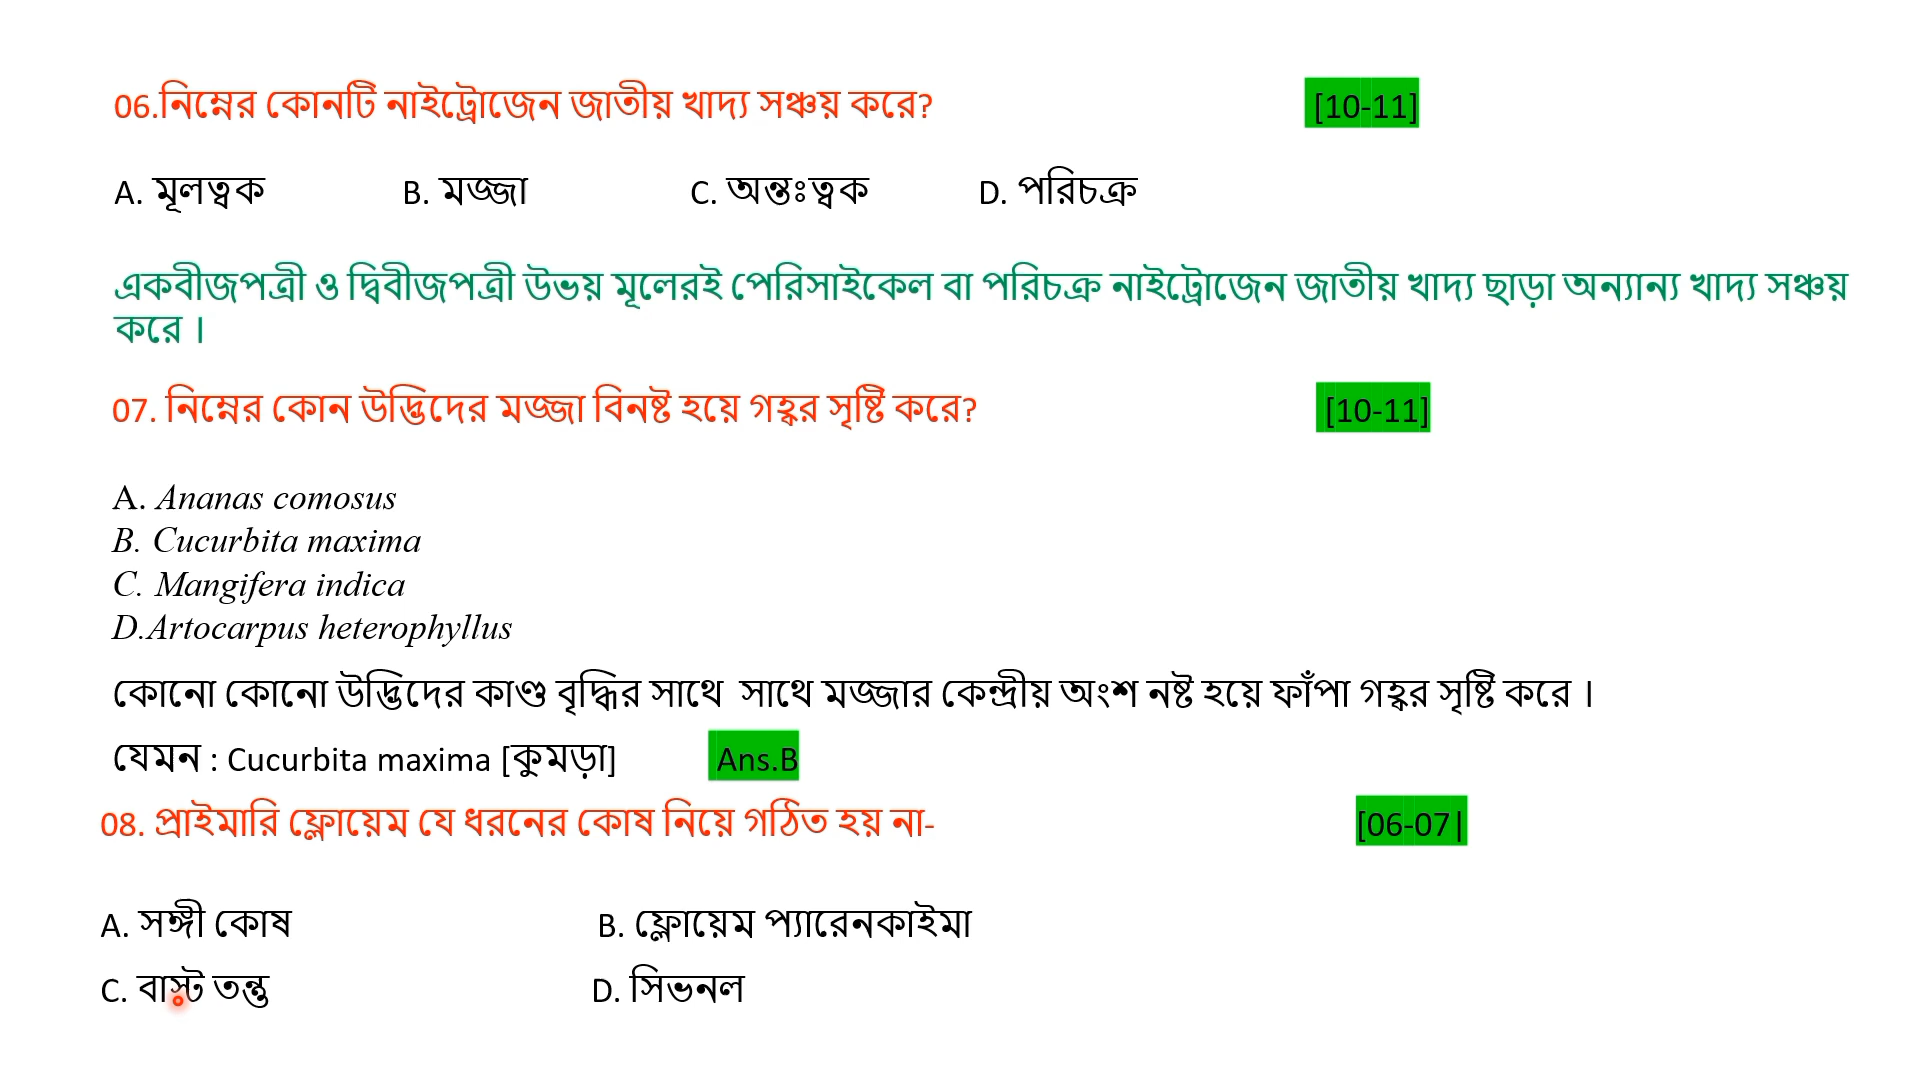 06.নিম্নের কোনটি নাইট্রোজেন জাতীয় খাদ্য সঞ্চয় করে? [10-11]
A. মূলত্বক B. মজ্জা C. অন্তঃত্বক D. পরিচক্র
একবীজপত্রী ও দ্বিবীজপত্রী উভয় মূলেরই পেরিসাইকেল বা পরিচক্র নাইট্রোজেন জাতীয় খাদ্য ছাড়া অন্যান্য খাদ্য সঞ্চয়
করে ।
07. নিম্নের কোন উদ্ভিদের মজ্জা বিনষ্ট হয়ে গহ্বর সৃষ্টি করে? [10-11]
A. Ananas comosus
B. Cucurbita maxima
C. Mangifera indica
D.Artocarpus heterophyllus
কোনো কোনো উদ্ভিদের কাণ্ড বৃদ্ধির সাথে সাথে মজ্জার কেন্দ্রীয় অংশ নষ্ট হয়ে ফাঁপা গহ্বর সৃষ্টি করে ।
যেমন : Cucurbita maxima [কুমড়া] Ans.B
08. প্রাইমারি ফ্লোয়েম যে ধরনের কোষ নিয়ে গঠিত হয় না- [06-07|
A. সঙ্গী কোষ B. ফ্লোয়েম প্যারেনকাইমা
C. বাস্ট তন্তু D. সিভনল